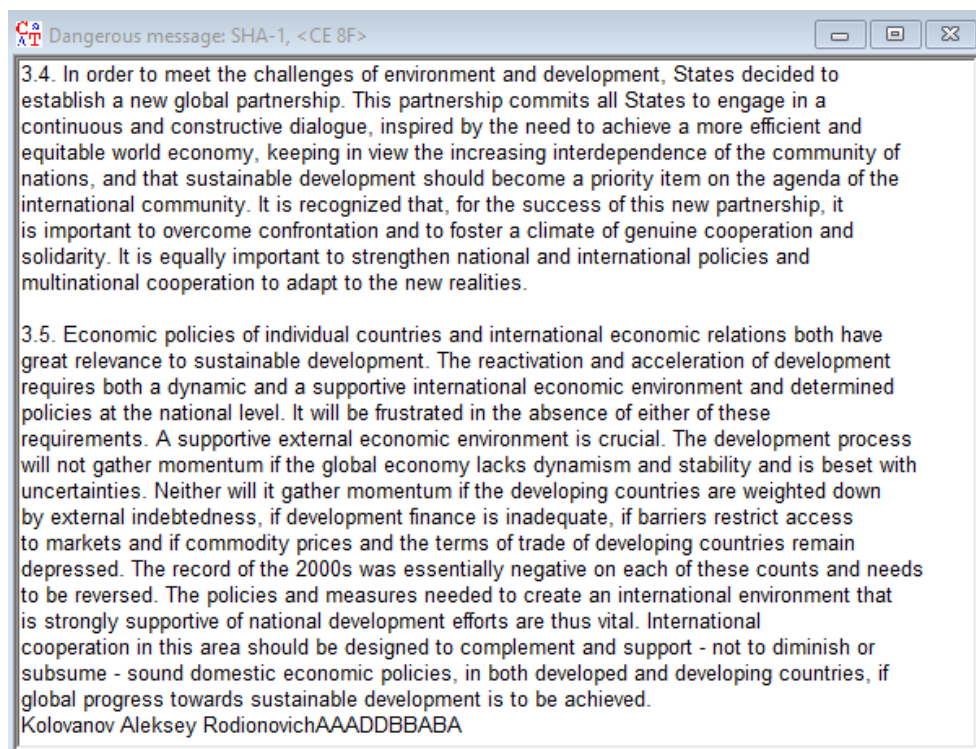 Dangerous message: SHA-1, <CE 8F>
3.4. In order to meet the challenges of environment and development, States decided to
establish a new global partnership. This partnership commits all States to engage in a
continuous and constructive dialogue, inspired by the need to achieve a more efficient and
equitable world economy, keeping in view the increasing interdependence of the community of
nations, and that sustainable development should become a priority item on the agenda of the
international community. It is recognized that, for the success of this new partnership, it
is important to overcome confrontation and to foster a climate of genuine cooperation and
solidarity. It is equally important to strengthen national and international policies and
multinational cooperation to adapt to the new realities.

3.5. Economic policies of individual countries and international economic relations both have
great relevance to sustainable development. The reactivation and acceleration of development
requires both a dynamic and a supportive international economic environment and determined
policies at the national level. It will be frustrated in the absence of either of these
requirements. A supportive external economic environment is crucial. The development process
will not gather momentum if the global economy lacks dynamism and stability and is beset with
uncertainties. Neither will it gather momentum if the developing countries are weighted down
by external indebtedness, if development finance is inadequate, if barriers restrict access
to markets and if commodity prices and the terms of trade of developing countries remain
depressed. The record of the 2000s was essentially negative on each of these counts and needs
to be reversed. The policies and measures needed to create an international environment that
is strongly supportive of national development efforts are thus vital. International
cooperation in this area should be designed to complement and support - not to diminish or
subsume - sound domestic economic policies, in both developed and developing countries, if
global progress towards sustainable development is to be achieved.
Kolovanov Aleksey RodionovichAAADDBBABA